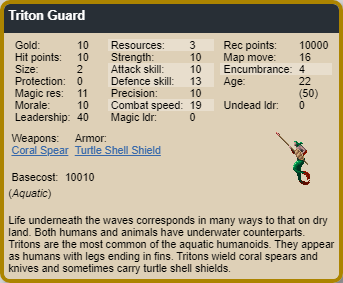 Triton Guard
Gold: 10 Resources: 3 Rec points: 10000
Hit points: 10 Strength: 10 Map move: 16
Size: 2 Attack skill: 10 Encumbrance: 4
Protection: 0 Defence skill: 13 Age: 22
Magic res: 11 Precision: 10 (50)
Morale: 10 Combat speed: 19 Undead ldr: 0
Leadership: 40 Magic ldr: 0
Weapons: Armor:
Coral Spear Turtle Shell Shield
Basecost: 10010
(Aquatic)
Life underneath the waves corresponds in many ways to that on dry
land. Both humans and animals have underwater counterparts.
Tritons are the most common of the aquatic humanoids. They appear
as humans with legs ending in fins. Tritons wield coral spears and
knives and sometimes carry turtle shell shields.